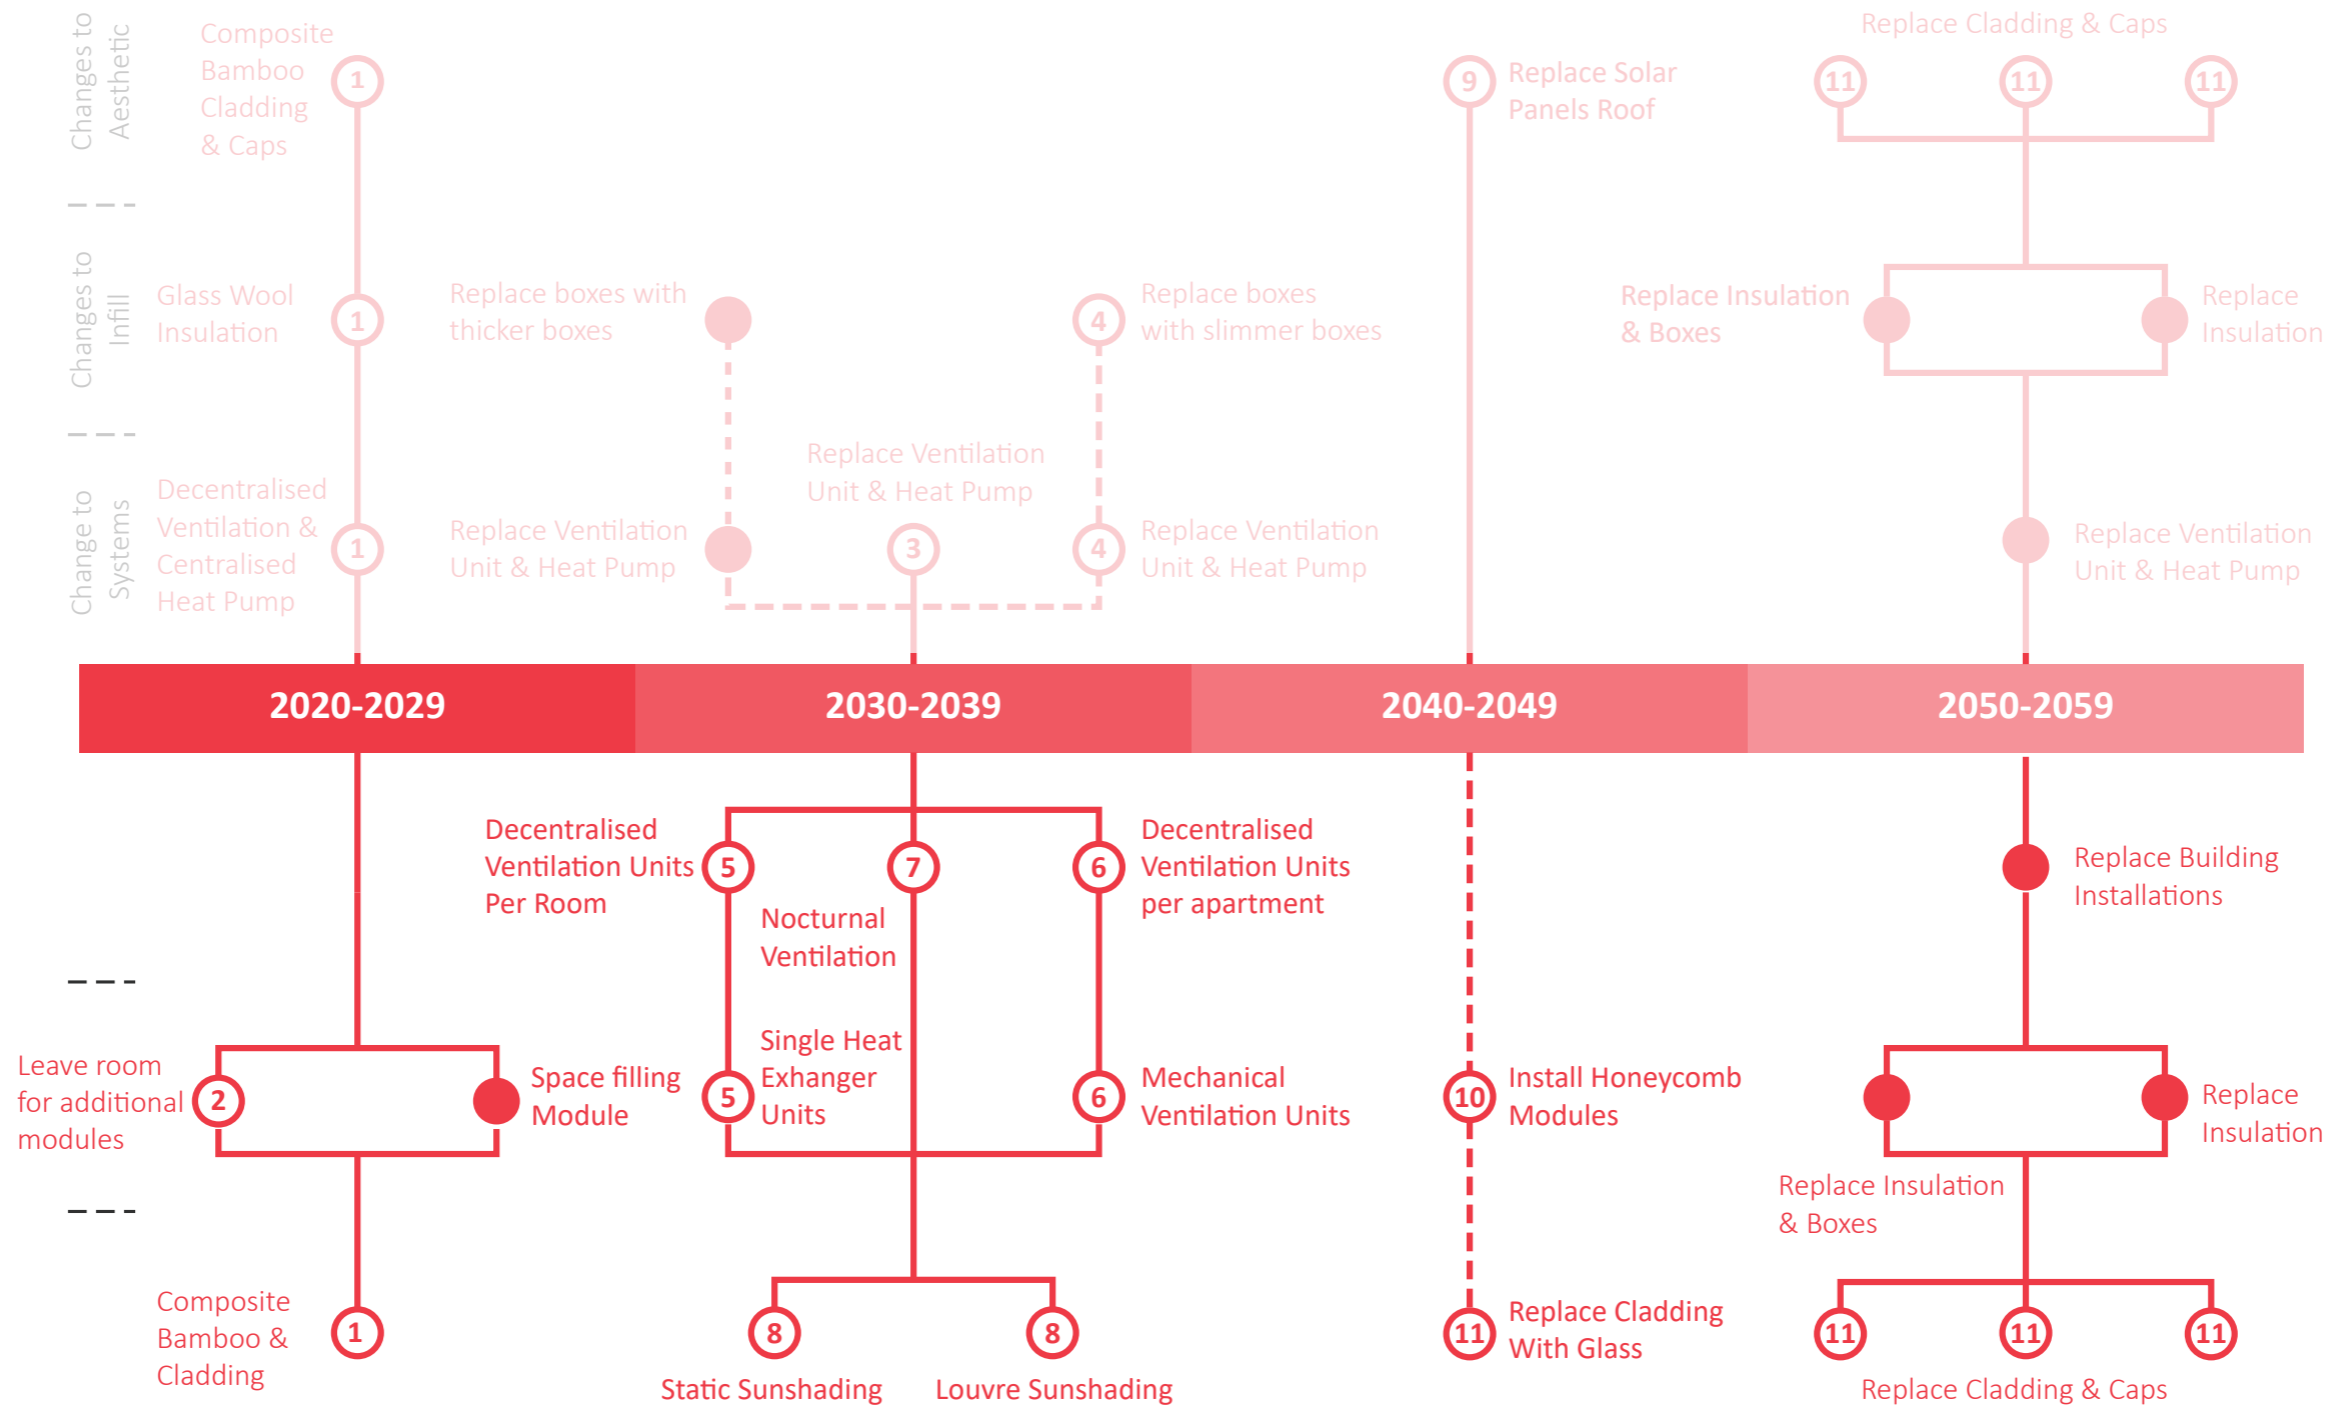 Changes to
Aesthetic
Composite
Bamboo
Cladding
& Caps
1
9
Replace Solar
Panels Roof
Replace Cladding & Caps
11
11
11
Changes to
Infill
Glass Wool
Insulation
1
Replace boxes with
thicker boxes
4
Replace boxes
with slimmer boxes
Replace Insulation
& Boxes
Replace
Insulation
Change to
Systems
Decentralised
Ventilation &
Centralised
Heat Pump
1
Replace Ventilation
Unit & Heat Pump
Replace Ventilation
Unit & Heat Pump
3
4
Replace Ventilation
Unit & Heat Pump
Replace Ventilation
Unit & Heat Pump
2020-2029
2030-2039
2040-2049
2050-2059
Decentralised
Ventilation Units
Per Room
5
7
Nocturnal
Ventilation
6
Decentralised
Ventilation Units
per apartment
Replace Building
Installations
Leave room
for additional
modules
2
Space filling
Module
5
Single Heat
Exhanger
Units
6
Mechanical
Ventilation Units
10
Install Honeycomb
Modules
Replace
Insulation
Replace Insulation
& Boxes
Composite
Bamboo &
Cladding
1
8
Static Sunshading
8
Louvre Sunshading
11
Replace Cladding
With Glass
11
11
11
Replace Cladding & Caps